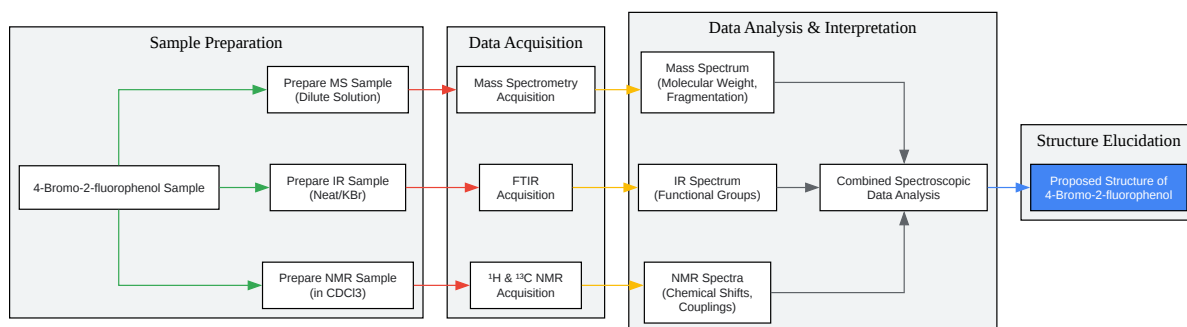 Sample Preparation
Prepare MS Sample
(Dilute Solution)
4-Bromo-2-fluorophenol Sample
Prepare IR Sample
(Neat/KBr)
Prepare NMR Sample
(in CDCl3)
Data Acquisition
Mass Spectrometry
Acquisition
FTIR
Acquisition
¹H & ¹³C NMR
Acquisition
Data Analysis & Interpretation
Mass Spectrum
(Molecular Weight,
Fragmentation)
IR Spectrum
(Functional Groups)
NMR Spectra
(Chemical Shifts,
Couplings)
Combined Spectroscopic
Data Analysis
Structure Elucidation
Proposed Structure of
4-Bromo-2-fluorophenol